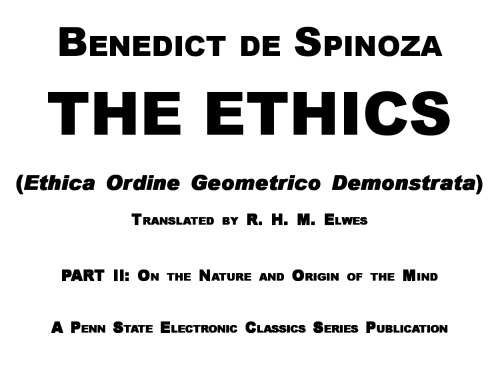 BENEDICT DE SPINOZA
THE ETHICS
(Ethica Ordine Geometrico Demonstrata)
TRANSLATED BY R. H. M. ELWES
PART II: ON THE NATURE AND ORIGIN OF THE MIND
A PENN STATE ELECTRONIC CLASSICS SERIES PUBLICATION